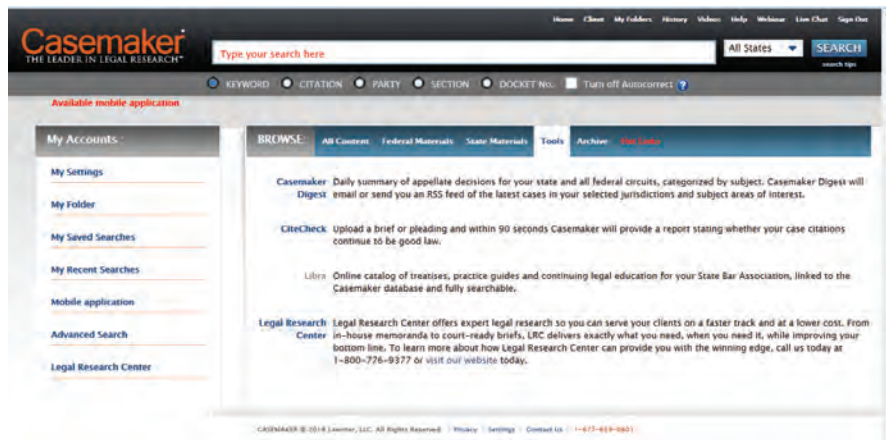 Home Client My Folders History Videos Help Webinar Live Chat Sign Out
Casemaker
THE LEADER IN LEGAL RESEARCH
Type your search here
All States
SEARCH
search tips
KEYWORD CITATION PARTY SECTION DOCKET No. Turn off Autocorrect ?
Available mobile application
My Accounts
My Settings
My Folder
My Saved Searches
My Recent Searches
Mobile application
Advanced Search
Legal Research Center
BROWSE: All Content Federal Materials State Materials Tools Archive
Casemaker Digest Daily summary of appellate decisions for your state and all federal circuits, categorized by subject. Casemaker Digest will
email or send you an RSS feed of the latest cases in your selected jurisdictions and subject areas of interest.
CiteCheck Upload a brief or pleading and within 90 seconds Casemaker will provide a report stating whether your case citations
continue to be good law.
Libra Online catalog of treatises, practice guides and continuing legal education for your State Bar Association, linked to the
Casemaker database and fully searchable.
Legal Research Center Legal Research Center offers expert legal research so you can serve your clients on a faster track and at a lower cost. From
in-house memoranda to court-ready briefs, LRC delivers exactly what you need, when you need it, while improving your
bottom line. To learn more about how Legal Research Center can provide you with the winning edge, call us today at
1-800-776-9377 or visit our website today.
CASEMAKER © LLC. All Rights Reserved. Privacy Settings Contact Us